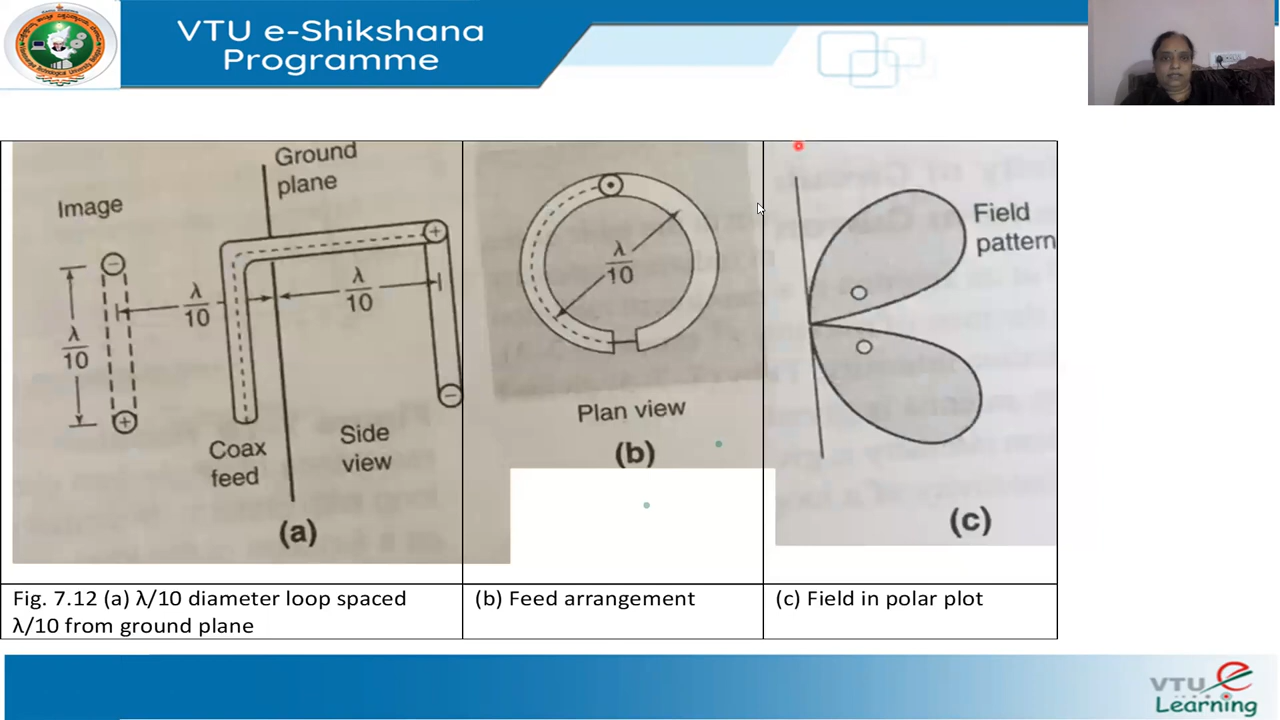 VTU e-Shikshana
Programme
Ground
plane
Image
λ
10
λ
10
λ
10
Coax
feed
Side
view
(a)
λ
10
Plan view
(b)
Field
pattern
(c)
Fig. 7.12 (a) λ/10 diameter loop spaced
λ/10 from ground plane
(b) Feed arrangement
(c) Field in polar plot
VTU e
Learning